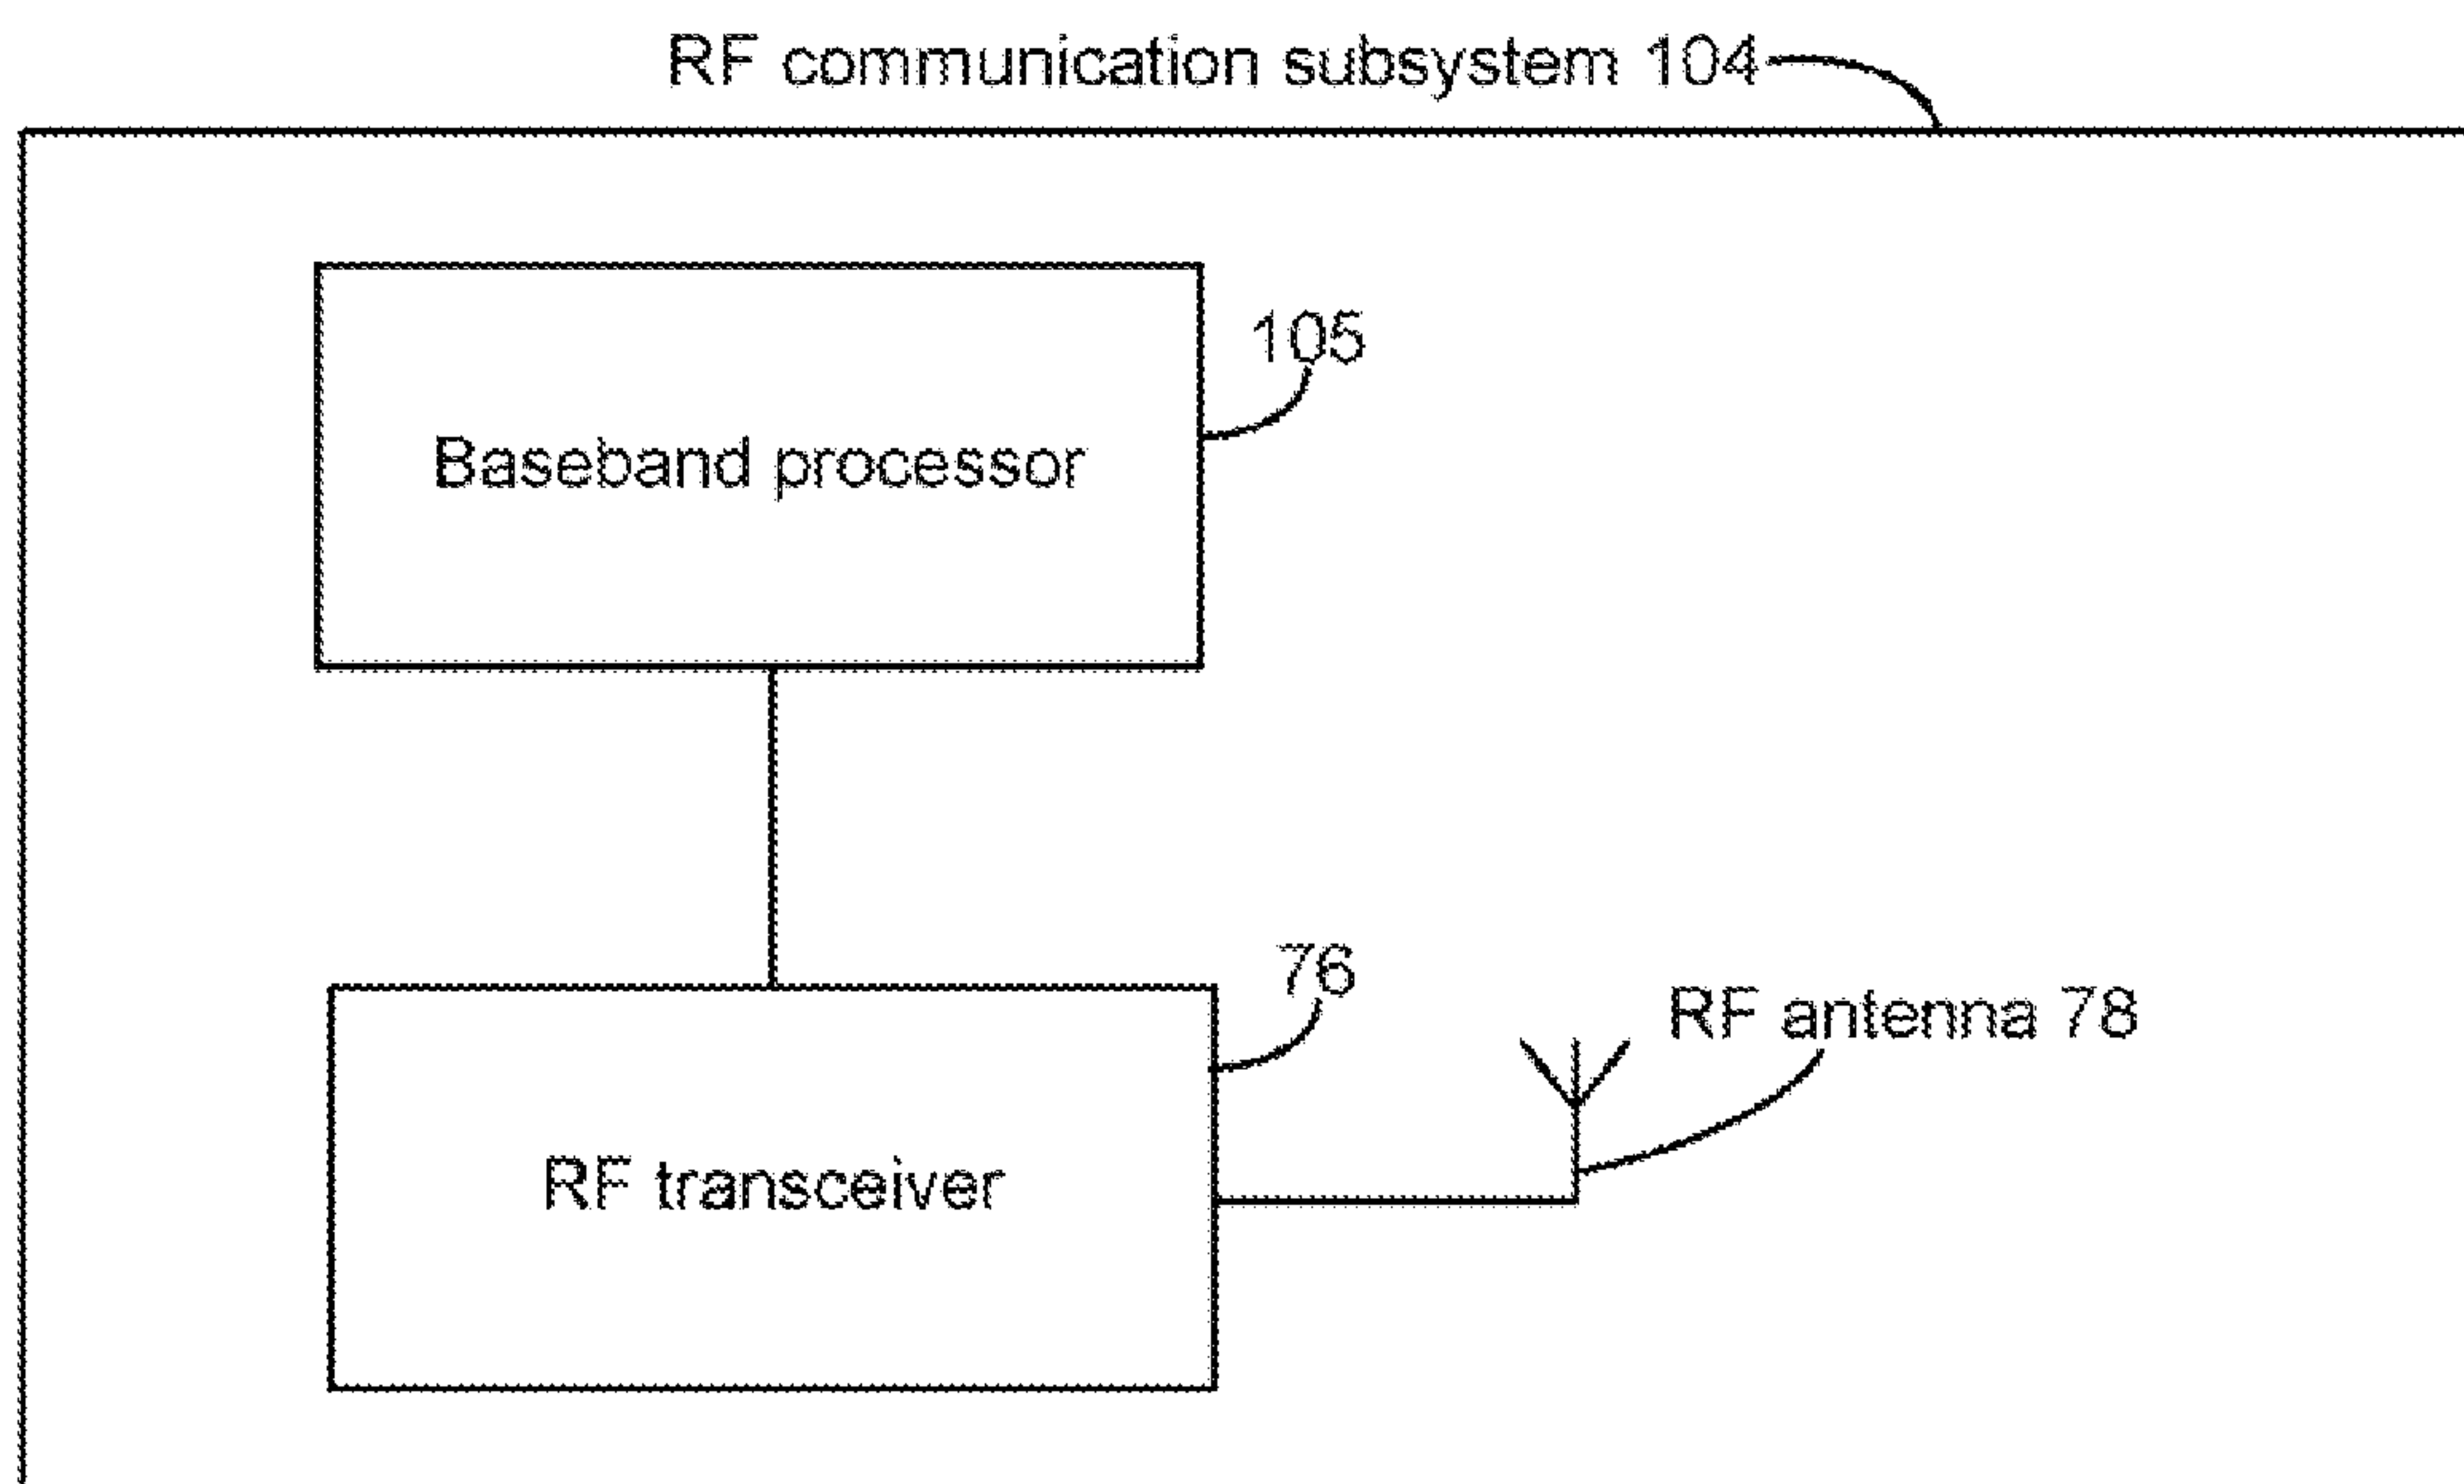 RF communication subsystem 104
105
Baseband processor
76
RF antenna 78
RF transceiver